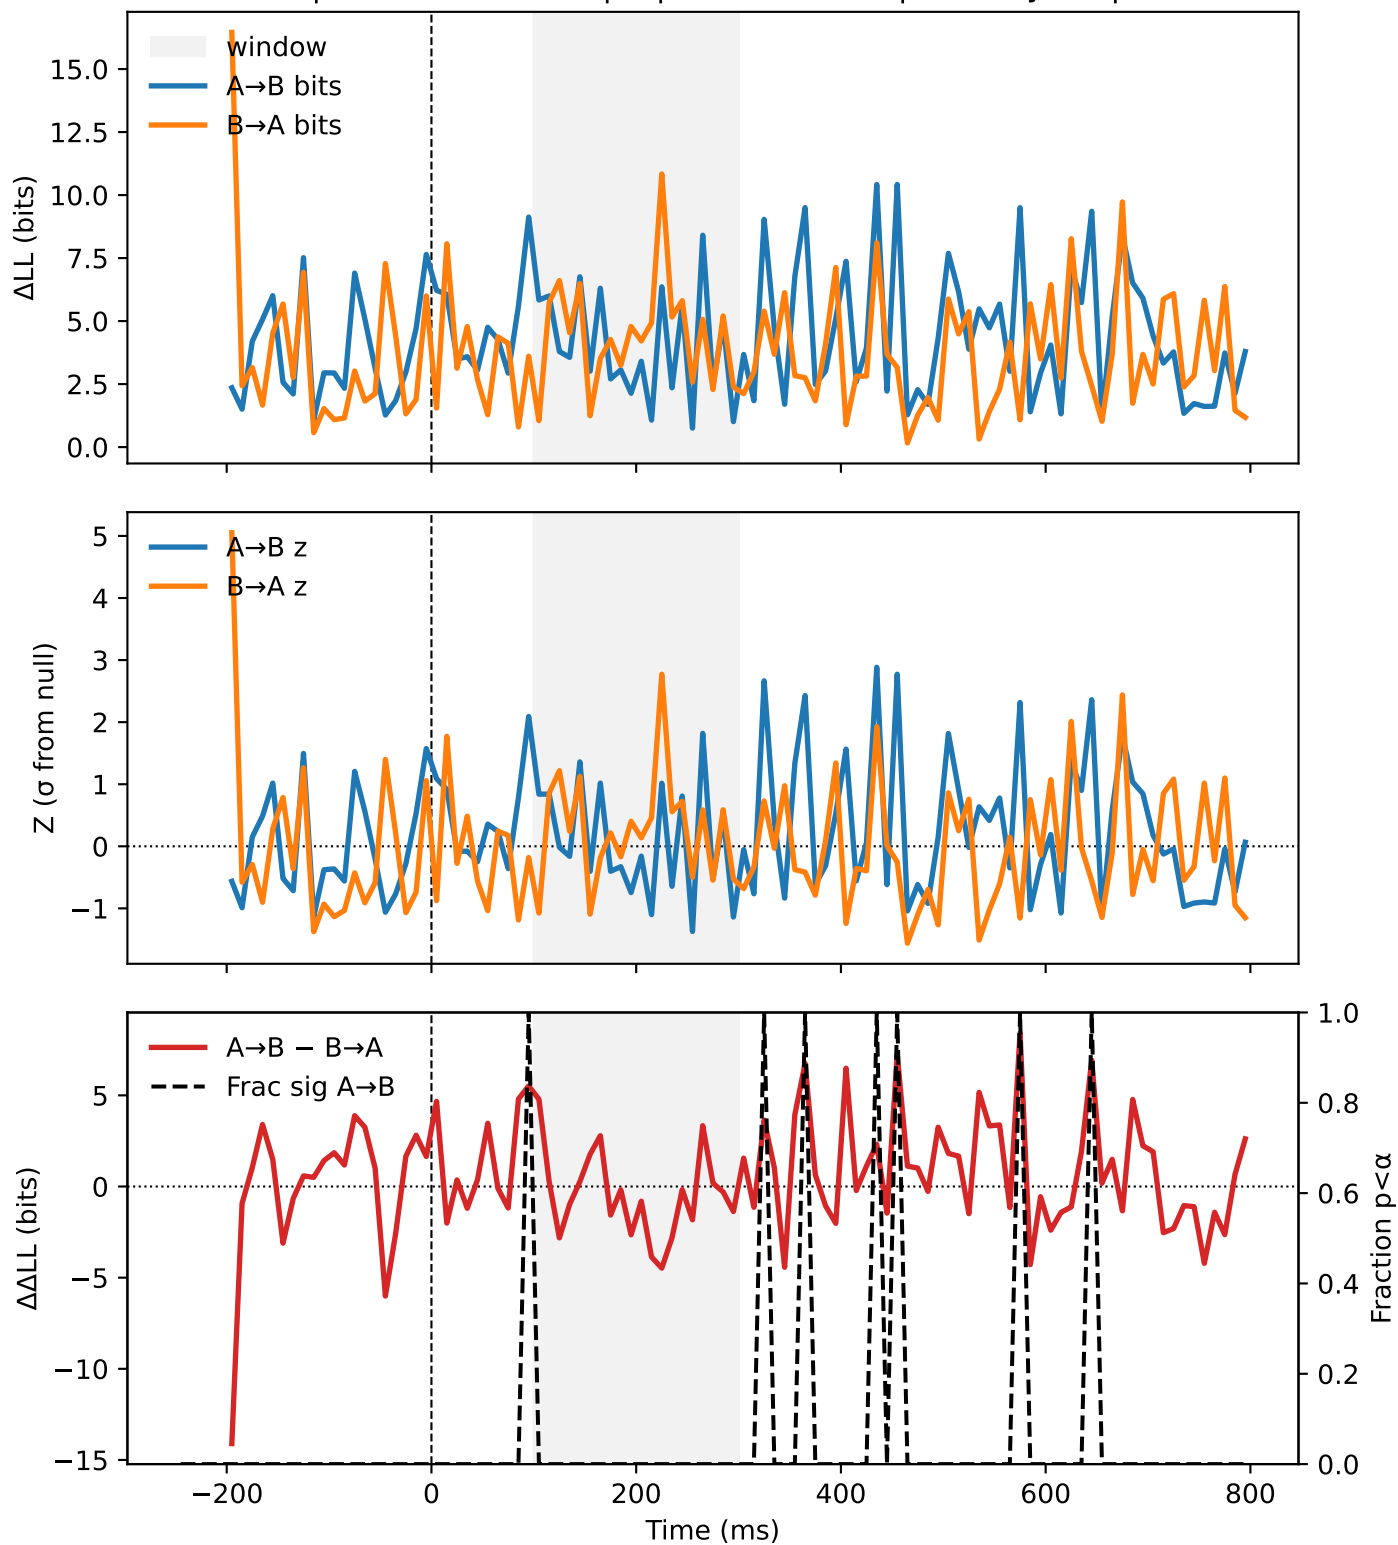 window
A→B bits
B→A bits
15.0
12.5
10.0
7.5
5.0
2.5
0.0
ΔLL (bits)
A→B z
B→A z
5
4
3
2
1
0
−1
Z (σ from null)
A→B − B→A
Frac sig A→B
5
0
−5
−10
−15
ΔΔLL (bits)
1.0
0.8
0.6
0.4
0.2
0.0
Fraction p<α
−200
0
200
400
600
800
Time (ms)